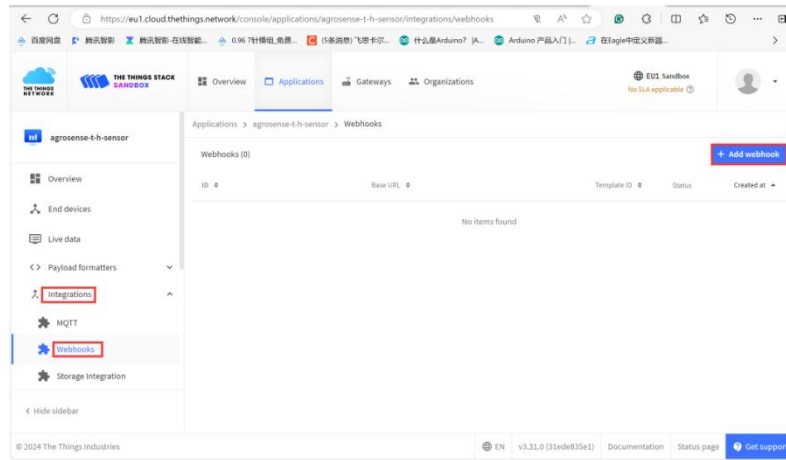 https://eu1.cloud.thethings.network/console/applications/agrosense-t-h-sensor/integrations/webhooks
百度网盘 腾讯智影 腾讯智影-在线智能... 0.96 7针模组_免费... (5条消息) 飞思卡尔... 什么是Arduino? |A... Arduino 产品入门 |... 在Eagle中定义新器...
THE THINGS NETWORK
THE THINGS STACK
SANDBOX
Overview Applications Gateways Organizations
EU1 Sandbox
No SLA applicable
agrosense-t-h-sensor
Applications > agrosense-t-h-sensor > Webhooks
Webhooks (0)
+ Add webhook
ID Base URL Template ID Status Created at
No items found
Overview
End devices
Live data
<> Payload formatters
Integrations
MQTT
Webhooks
Storage Integration
< Hide sidebar
© 2024 The Things Industries
EN v3.31.0 (31ede835e1) Documentation Status page Get support